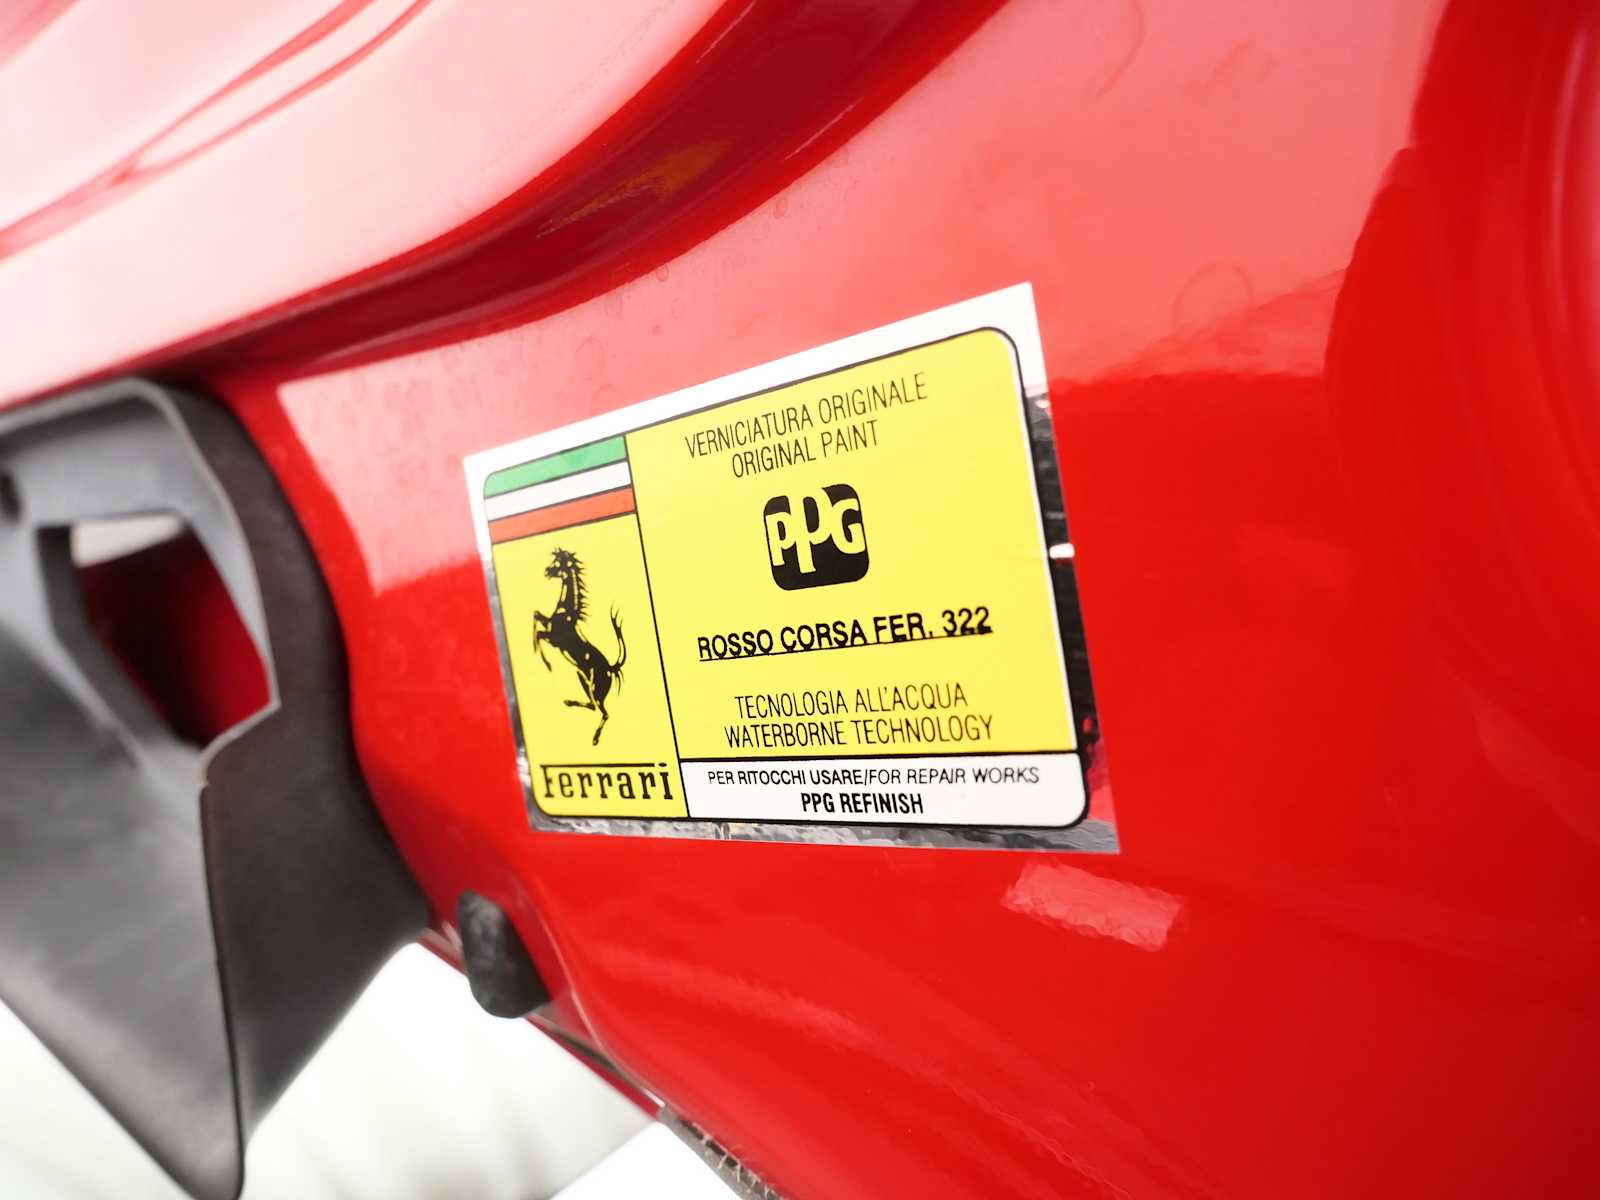 VERNICIATURA ORIGINALE
ORIGINAL PAINT
PPG
ROSSO CORSA FER. 322
TECNOLOGIA ALL'ACQUA
WATERBORNE TECHNOLOGY
PER RITOCCHI USARE/FOR REPAIR WORKS
PPG REFINISH
Ferrari